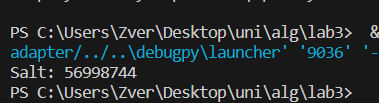 PS C:\Users\Zver\Desktop\uni\alg\lab3> &
adapter/../..\debugpy\launcher' '9036' '-
Salt: 56998744
PS C:\Users\Zver\Desktop\uni\alg\lab3>